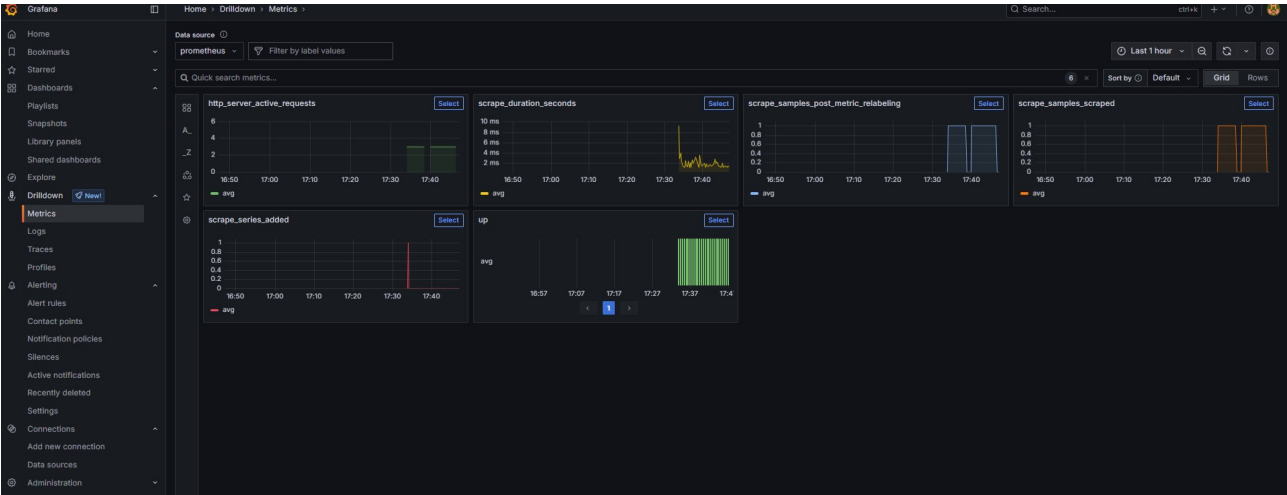 Grafana
Home › Drilldown › Metrics ›
Search...
ctrl+k
Home
Bookmarks
Starred
Dashboards
Playlists
Snapshots
Library panels
Shared dashboards
Explore
Drilldown New!
Metrics
Logs
Traces
Profiles
Alerting
Alert rules
Contact points
Notification policies
Silences
Active notifications
Recently deleted
Settings
Connections
Add new connection
Data sources
Administration
Data source
prometheus
Filter by label values
Last 1 hour
Quick search metrics...
6
Sort by
Default
Grid
Rows
A_
_Z
http_server_active_requests
Select
6
4
2
0
16:50 17:00 17:10 17:20 17:30 17:40
avg
scrape_duration_seconds
Select
10 ms
8 ms
6 ms
4 ms
2 ms
16:50 17:00 17:10 17:20 17:30 17:40
avg
scrape_samples_post_metric_relabeling
Select
1
0.8
0.6
0.4
0.2
0
16:50 17:00 17:10 17:20 17:30 17:40
avg
scrape_samples_scraped
Select
1
0.8
0.6
0.4
0.2
0
16:50 17:00 17:10 17:20 17:30 17:40
avg
scrape_series_added
Select
1
0.8
0.6
0.4
0.2
0
16:50 17:00 17:10 17:20 17:30 17:40
avg
up
Select
avg
16:57 17:07 17:17 17:27 17:37 17:4
1